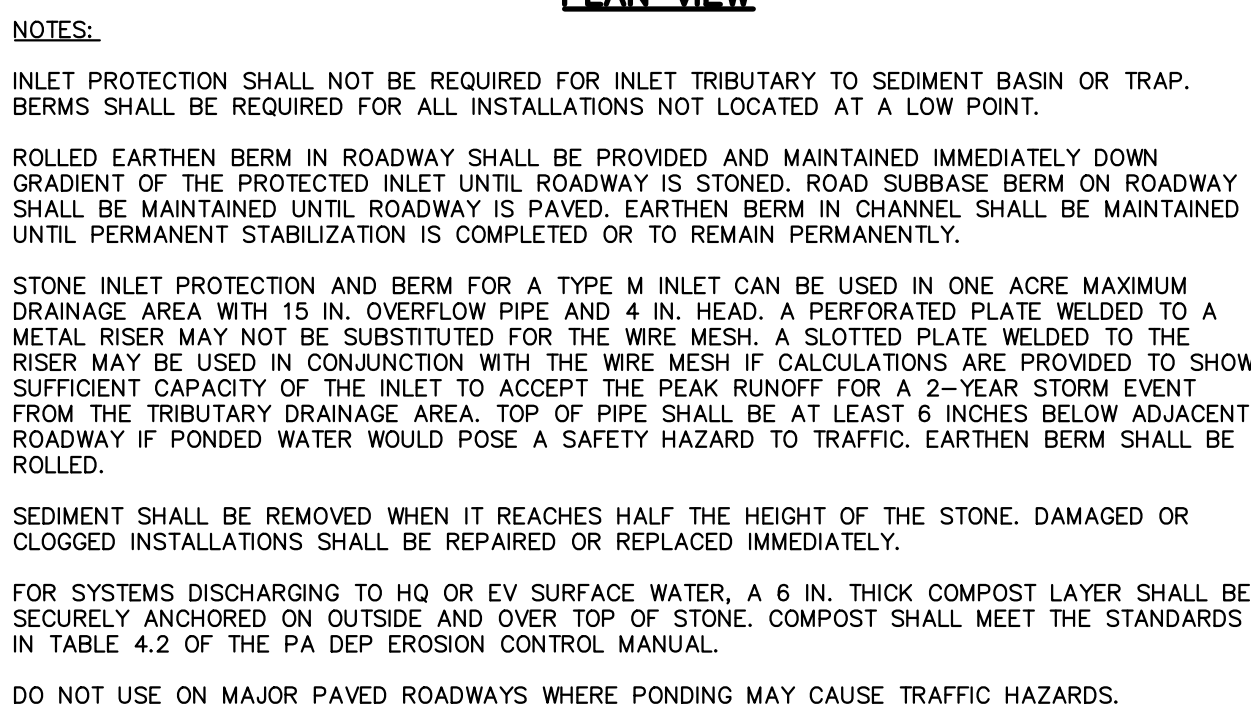 PLAN VIEW
NOTES:
INLET PROTECTION SHALL NOT BE REQUIRED FOR INLET TRIBUTARY TO SEDIMENT BASIN OR TRAP.
BERMS SHALL BE REQUIRED FOR ALL INSTALLATIONS NOT LOCATED AT A LOW POINT.
ROLLED EARTHEN BERM IN ROADWAY SHALL BE PROVIDED AND MAINTAINED IMMEDIATELY DOWN
GRADIENT OF THE PROTECTED INLET UNTIL ROADWAY IS STONED. ROAD SUBBASE BERM ON ROADWAY
SHALL BE MAINTAINED UNTIL ROADWAY IS PAVED. EARTHEN BERM IN CHANNEL SHALL BE MAINTAINED
UNTIL PERMANENT STABILIZATION IS COMPLETED OR TO REMAIN PERMANENTLY.
STONE INLET PROTECTION AND BERM FOR A TYPE M INLET CAN BE USED IN ONE ACRE MAXIMUM
DRAINAGE AREA WITH 15 IN. OVERFLOW PIPE AND 4 IN. HEAD. A PERFORATED PLATE WELDED TO A
METAL RISER MAY NOT BE SUBSTITUTED FOR THE WIRE MESH. A SLOTTED PLATE WELDED TO THE
RISER MAY BE USED IN CONJUNCTION WITH THE WIRE MESH IF CALCULATIONS ARE PROVIDED TO SHOW
SUFFICIENT CAPACITY OF THE INLET TO ACCEPT THE PEAK RUNOFF FOR A 2-YEAR STORM EVENT
FROM THE TRIBUTARY DRAINAGE AREA. TOP OF PIPE SHALL BE AT LEAST 6 INCHES BELOW ADJACENT
ROADWAY IF PONDED WATER WOULD POSE A SAFETY HAZARD TO TRAFFIC. EARTHEN BERM SHALL BE
ROLLED.
SEDIMENT SHALL BE REMOVED WHEN IT REACHES HALF THE HEIGHT OF THE STONE. DAMAGED OR
CLOGGED INSTALLATIONS SHALL BE REPAIRED OR REPLACED IMMEDIATELY.
FOR SYSTEMS DISCHARGING TO HQ OR EV SURFACE WATER, A 6 IN. THICK COMPOST LAYER SHALL BE
SECURELY ANCHORED ON OUTSIDE AND OVER TOP OF STONE. COMPOST SHALL MEET THE STANDARDS
IN TABLE 4.2 OF THE PA DEP EROSION CONTROL MANUAL.
DO NOT USE ON MAJOR PAVED ROADWAYS WHERE PONDING MAY CAUSE TRAFFIC HAZARDS.